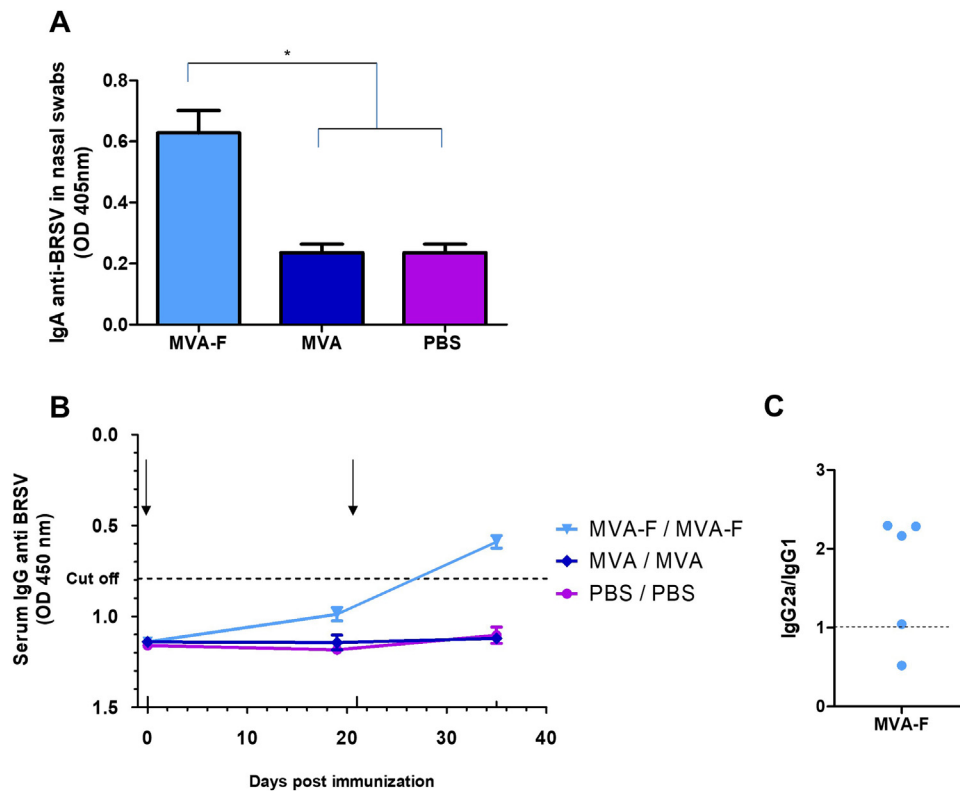 A
*
IgA anti-BRSV in nasal swabs
(OD 405nm)
0.8
0.6
0.4
0.2
0.0
MVA-F MVA PBS
B
Serum IgG anti BRSV
(OD 450 nm)
0.0
0.5
Cut off
1.0
1.5
0 20 40
Days post immunization
MVA-F / MVA-F
MVA / MVA
PBS / PBS
C
IgG2a/IgG1
3
2
1
0
MVA-F